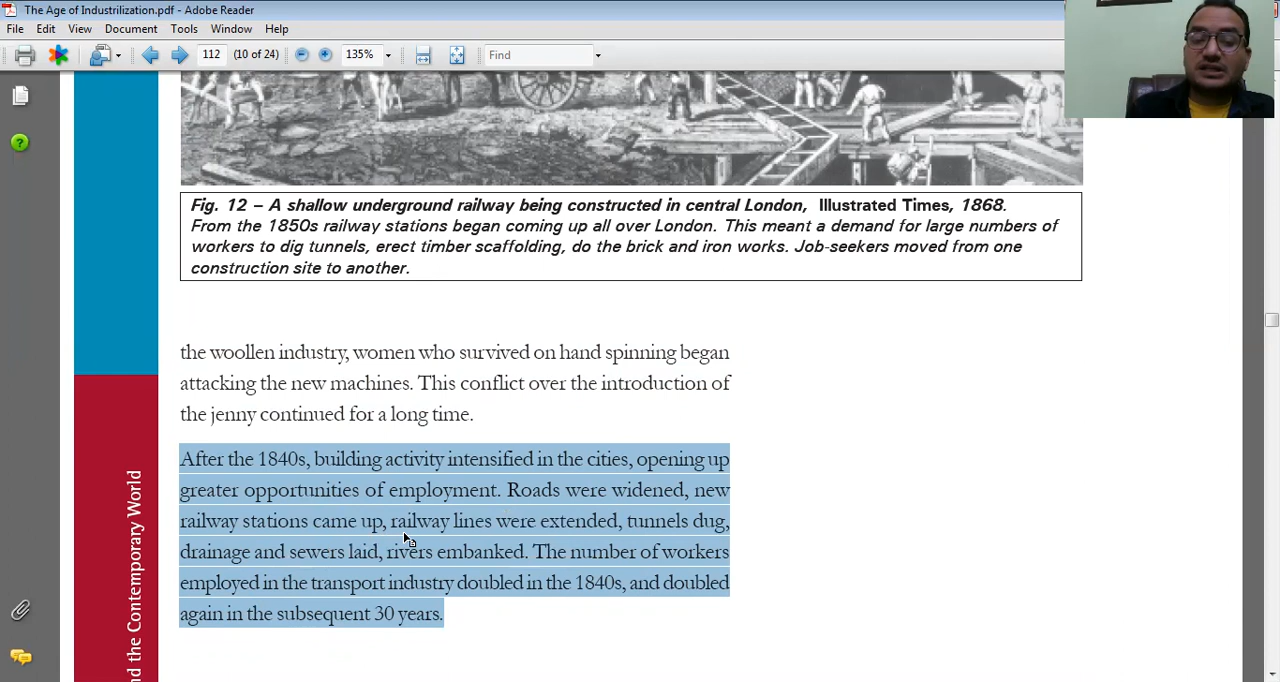 The Age of Industrilization.pdf - Adobe Reader
File Edit View Document Tools Window Help
112 (10 of 24) 135% Find
Fig. 12 – A shallow underground railway being constructed in central London, Illustrated Times, 1868.
From the 1850s railway stations began coming up all over London. This meant a demand for large numbers of
workers to dig tunnels, erect timber scaffolding, do the brick and iron works. Job-seekers moved from one
construction site to another.
the woollen industry, women who survived on hand spinning began
attacking the new machines. This conflict over the introduction of
the jenny continued for a long time.
After the 1840s, building activity intensified in the cities, opening up
greater opportunities of employment. Roads were widened, new
railway stations came up, railway lines were extended, tunnels dug,
drainage and sewers laid, rivers embanked. The number of workers
employed in the transport industry doubled in the 1840s, and doubled
again in the subsequent 30 years.
nd the Contemporary World